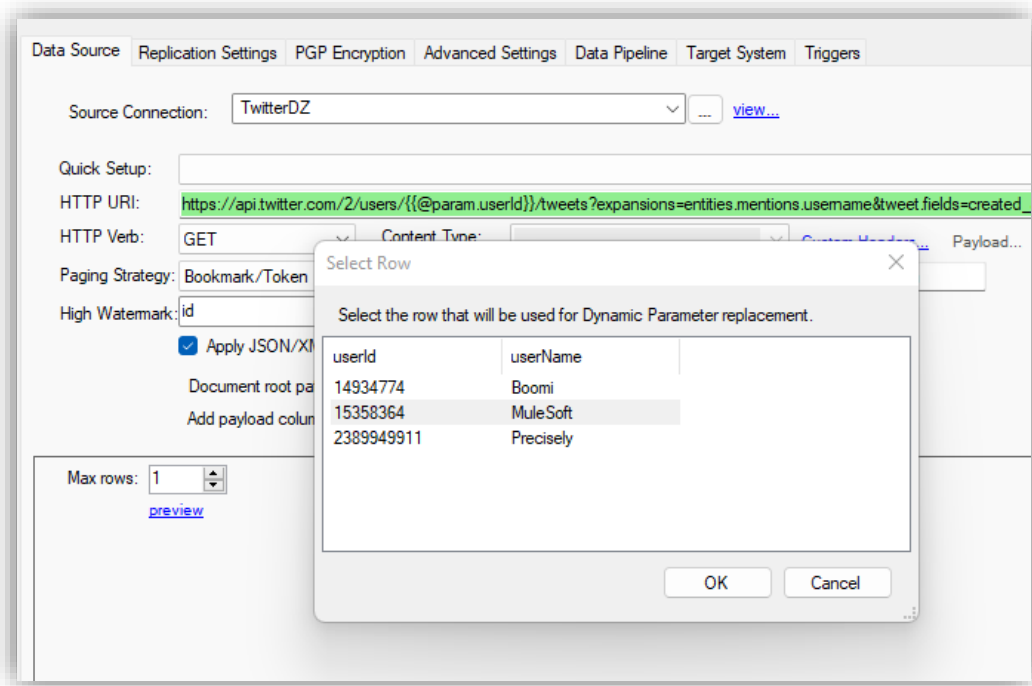 Data Source Replication Settings PGP Encryption Advanced Settings Data Pipeline Target System Triggers
Source Connection: TwitterDZ ... view...
Quick Setup:
HTTP URI: https://api.twitter.com/2/users/{{@param.userId}}/tweets?expansions=entities.mentions.username&tweet.fields=created_
HTTP Verb: GET Content Type: Custom Headers... Payload...
Select Row
Paging Strategy: Bookmark/Token
High Watermark: id
Select the row that will be used for Dynamic Parameter replacement.
Apply JSON/XM
userId userName
Document root pa
14934774 Boomi
15358364 MuleSoft
Add payload colum
2389949911 Precisely
Max rows: 1
preview
OK Cancel